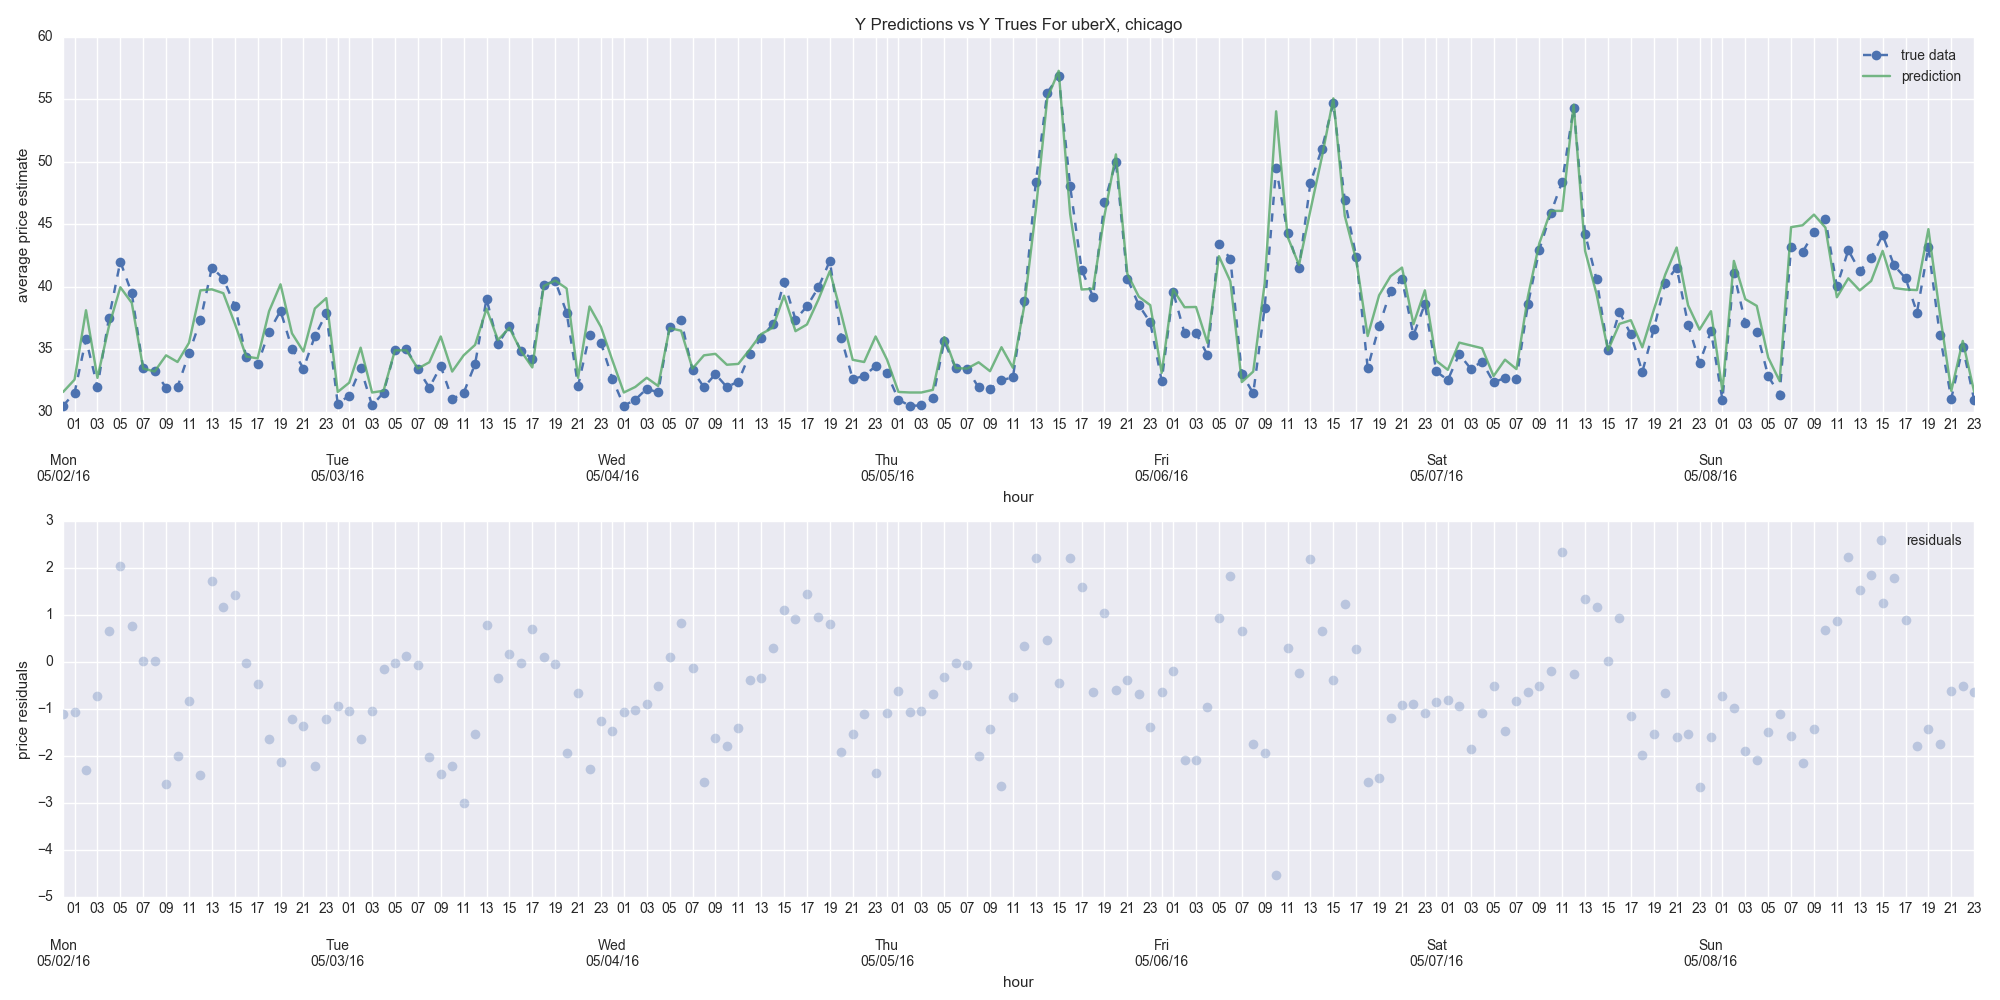 Y Predictions vs Y Trues For uberX, chicago
60
55
50
45
40
35
30
average price estimate
true data
prediction
01 03 05 07 09 11 13 15 17 19 21 23 01 03 05 07 09 11 13 15 17 19 21 23 01 03 05 07 09 11 13 15 17 19 21 23 01 03 05 07 09 11 13 15 17 19 21 23 01 03 05 07 09 11 13 15 17 19 21 23 01 03 05 07 09 11 13 15 17 19 21 23 01 03 05 07 09 11 13 15 17 19 21 23
Mon Tue Wed Thu Fri Sat Sun
05/02/16 05/03/16 05/04/16 05/05/16 05/06/16 05/07/16 05/08/16
hour
3
2
1
0
−1
−2
−3
−4
−5
price residuals
residuals
01 03 05 07 09 11 13 15 17 19 21 23 01 03 05 07 09 11 13 15 17 19 21 23 01 03 05 07 09 11 13 15 17 19 21 23 01 03 05 07 09 11 13 15 17 19 21 23 01 03 05 07 09 11 13 15 17 19 21 23 01 03 05 07 09 11 13 15 17 19 21 23 01 03 05 07 09 11 13 15 17 19 21 23
Mon Tue Wed Thu Fri Sat Sun
05/02/16 05/03/16 05/04/16 05/05/16 05/06/16 05/07/16 05/08/16
hour